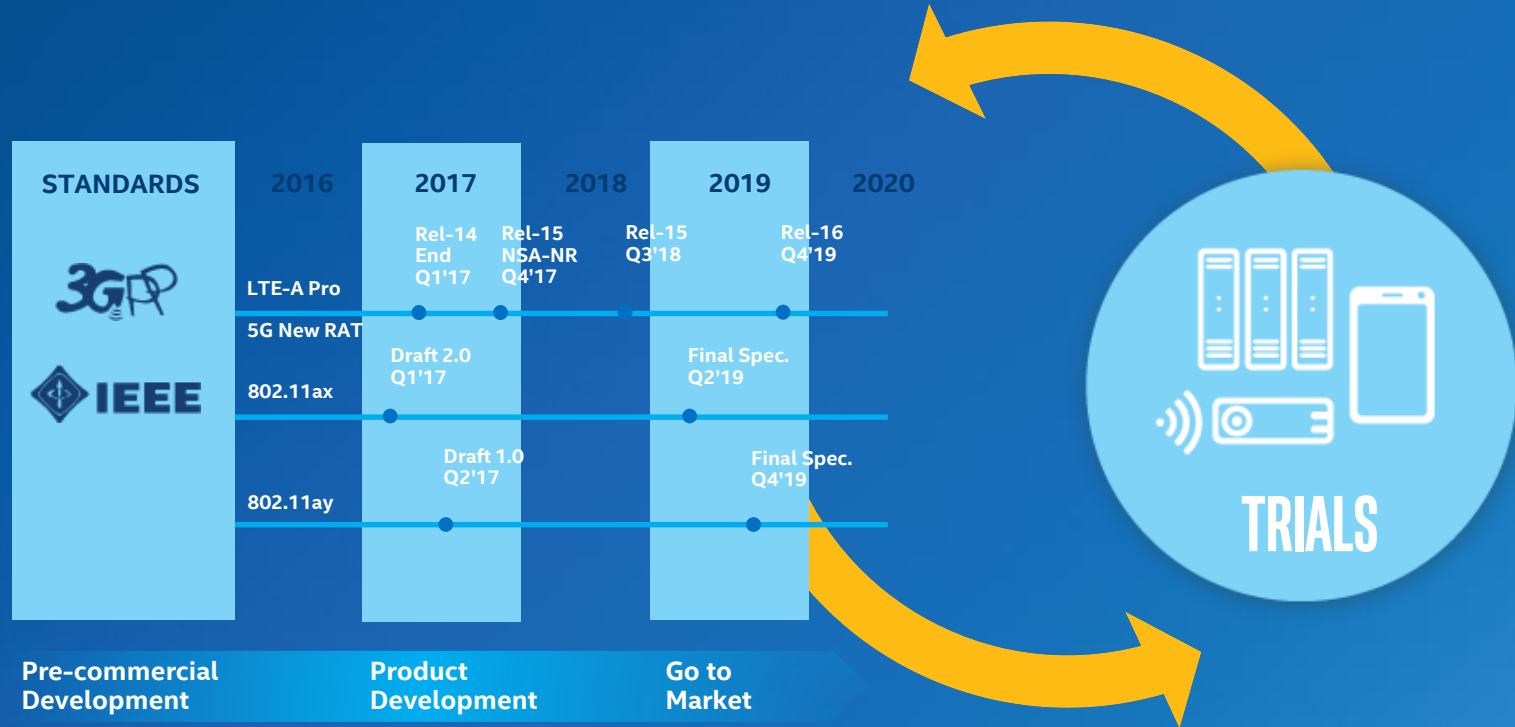 STANDARDS 2016 2017 2018 2019 2020
Rel-14
End
Q1'17
Rel-15
NSA-NR
Q4'17
Rel-15
Q3'18
Rel-16
Q4'19
3GPP
LTE-A Pro
5G New RAT
Draft 2.0
Q1'17
Final Spec.
Q2'19
IEEE
802.11ax
Draft 1.0
Q2'17
Final Spec.
Q4'19
802.11ay
TRIALS
Pre-commercial
Development
Product
Development
Go to
Market